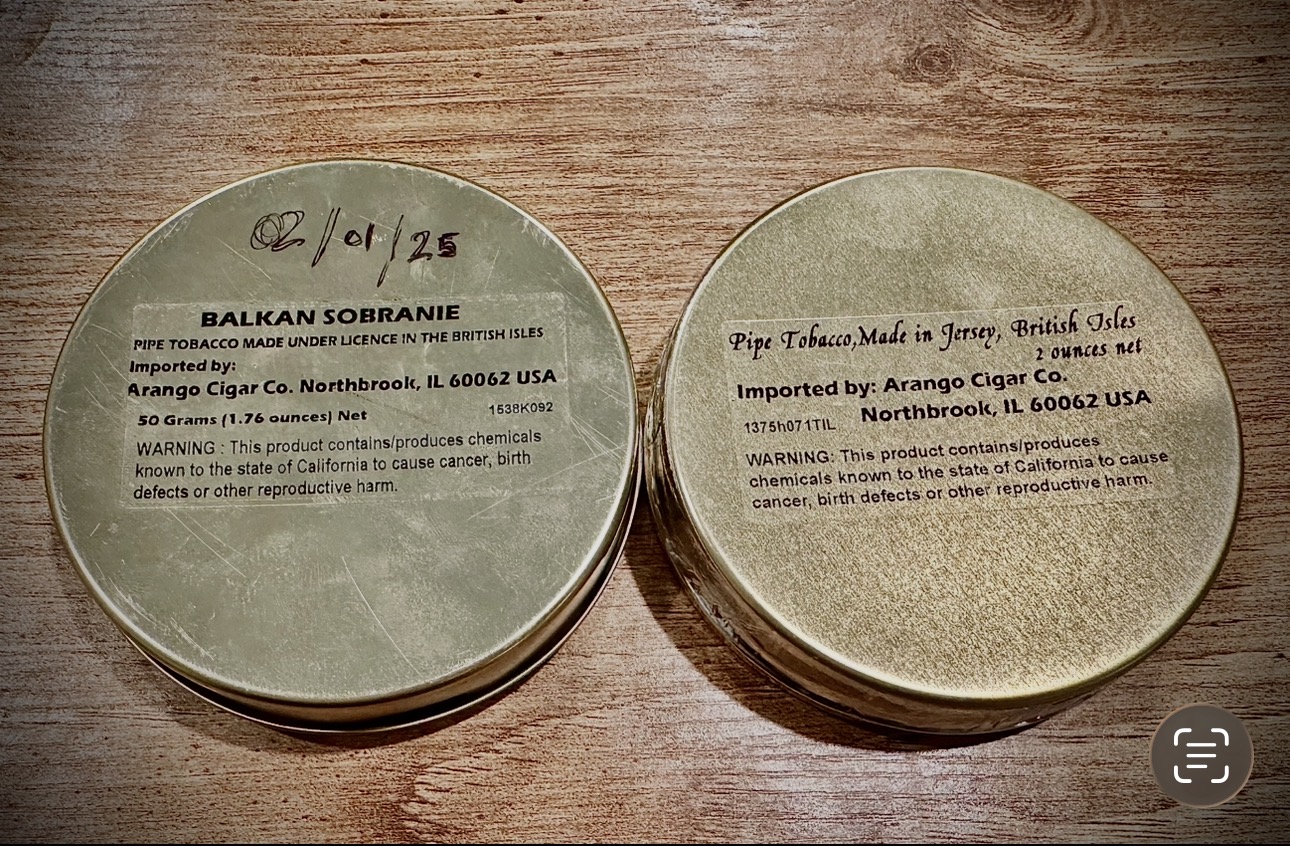 02/01/25
BALKAN SOBRANIE
PIPE TOBACCO MADE UNDER LICENCE IN THE BRITISH ISLES
Imported by:
Arango Cigar Co. Northbrook, IL 60062 USA
50 Grams (1.76 ounces) Net 1538K092
WARNING : This product contains/produces chemicals
known to the state of California to cause cancer, birth
defects or other reproductive harm.
Pipe Tobacco,Made in Jersey, British Isles
2 ounces net
Imported by: Arango Cigar Co.
Northbrook, IL 60062 USA
1375h071TIL
WARNING: This product contains/produces
chemicals known to the state of California to cause
cancer, birth defects or other reproductive harm.